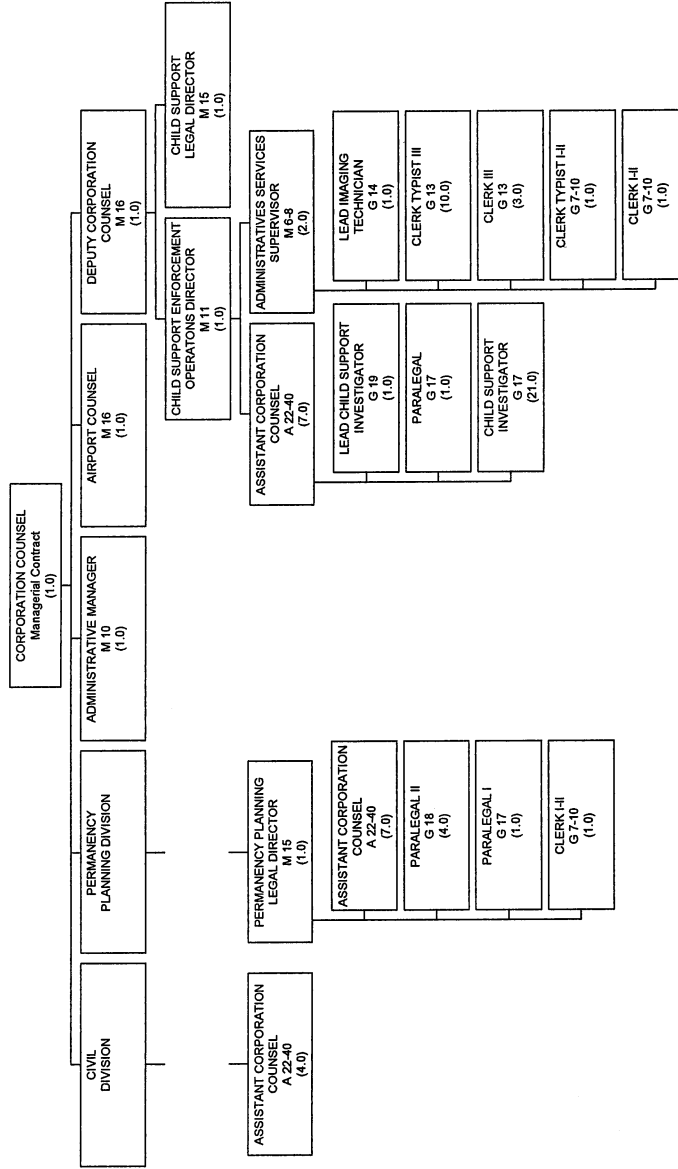 CORPORATION COUNSEL
Managerial Contract
(1.0)
CIVIL
DIVISION
PERMANENCY
PLANNING DIVISION
ADMINISTRATIVE MANAGER
M 10
(1.0)
AIRPORT COUNSEL
M 16
(1.0)
DEPUTY CORPORATION
COUNSEL
M 16
(1.0)
CHILD SUPPORT ENFORCEMENT
OPERATONS DIRECTOR
M 11
(1.0)
CHILD SUPPORT
LEGAL DIRECTOR
M 15
(1.0)
ASSISTANT CORPORATION
COUNSEL
A 22-40
(4.0)
PERMANENCY PLANNING
LEGAL DIRECTOR
M 15
(1.0)
ASSISTANT CORPORATION
COUNSEL
A 22-40
(7.0)
ADMINISTRATIVES SERVICES
SUPERVISOR
M 6-8
(2.0)
ASSISTANT CORPORATION
COUNSEL
A 22-40
(7.0)
PARALEGAL II
G 18
(4.0)
PARALEGAL I
G 17
(1.0)
CLERK I-II
G 7-10
(1.0)
LEAD CHILD SUPPORT
INVESTIGATOR
G 19
(1.0)
PARALEGAL
G 17
(1.0)
CHILD SUPPORT
INVESTIGATOR
G 17
(21.0)
LEAD IMAGING
TECHNICIAN
G 14
(1.0)
CLERK TYPIST III
G 13
(10.0)
CLERK III
G 13
(3.0)
CLERK TYPIST I-II
G 7-10
(1.0)
CLERK I-II
G 7-10
(1.0)